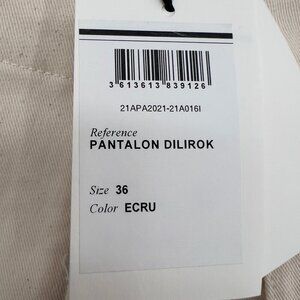 3613613839126
21APA2021-21A016I
Reference
PANTALON DILIROK
Size 36
Color ECRU